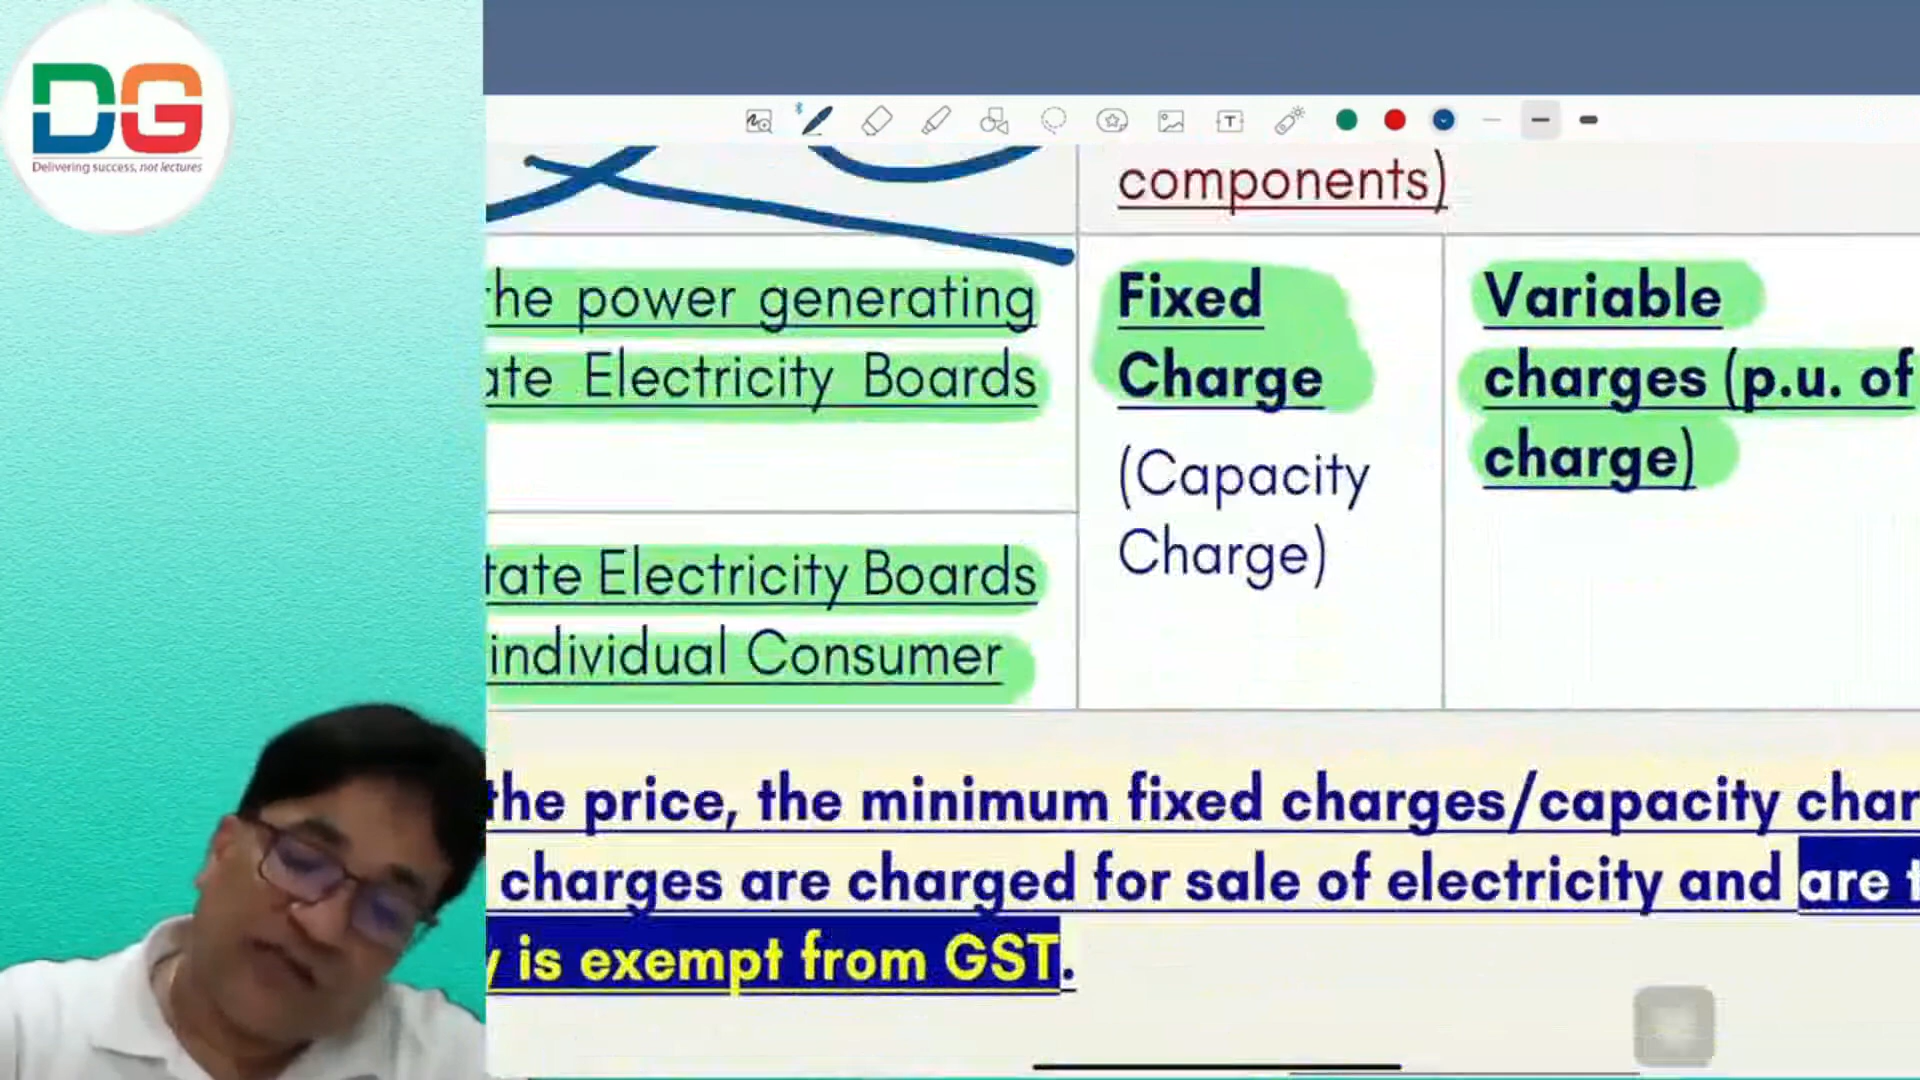 DG
Delivering success, not lectures
T
components)
he power generating
ate Electricity Boards
Fixed
Charge
(Capacity
Charge)
Variable
charges (p.u. of
charge)
tate Electricity Boards
individual Consumer
the price, the minimum fixed charges/capacity char
charges are charged for sale of electricity and are t
y is exempt from GST.